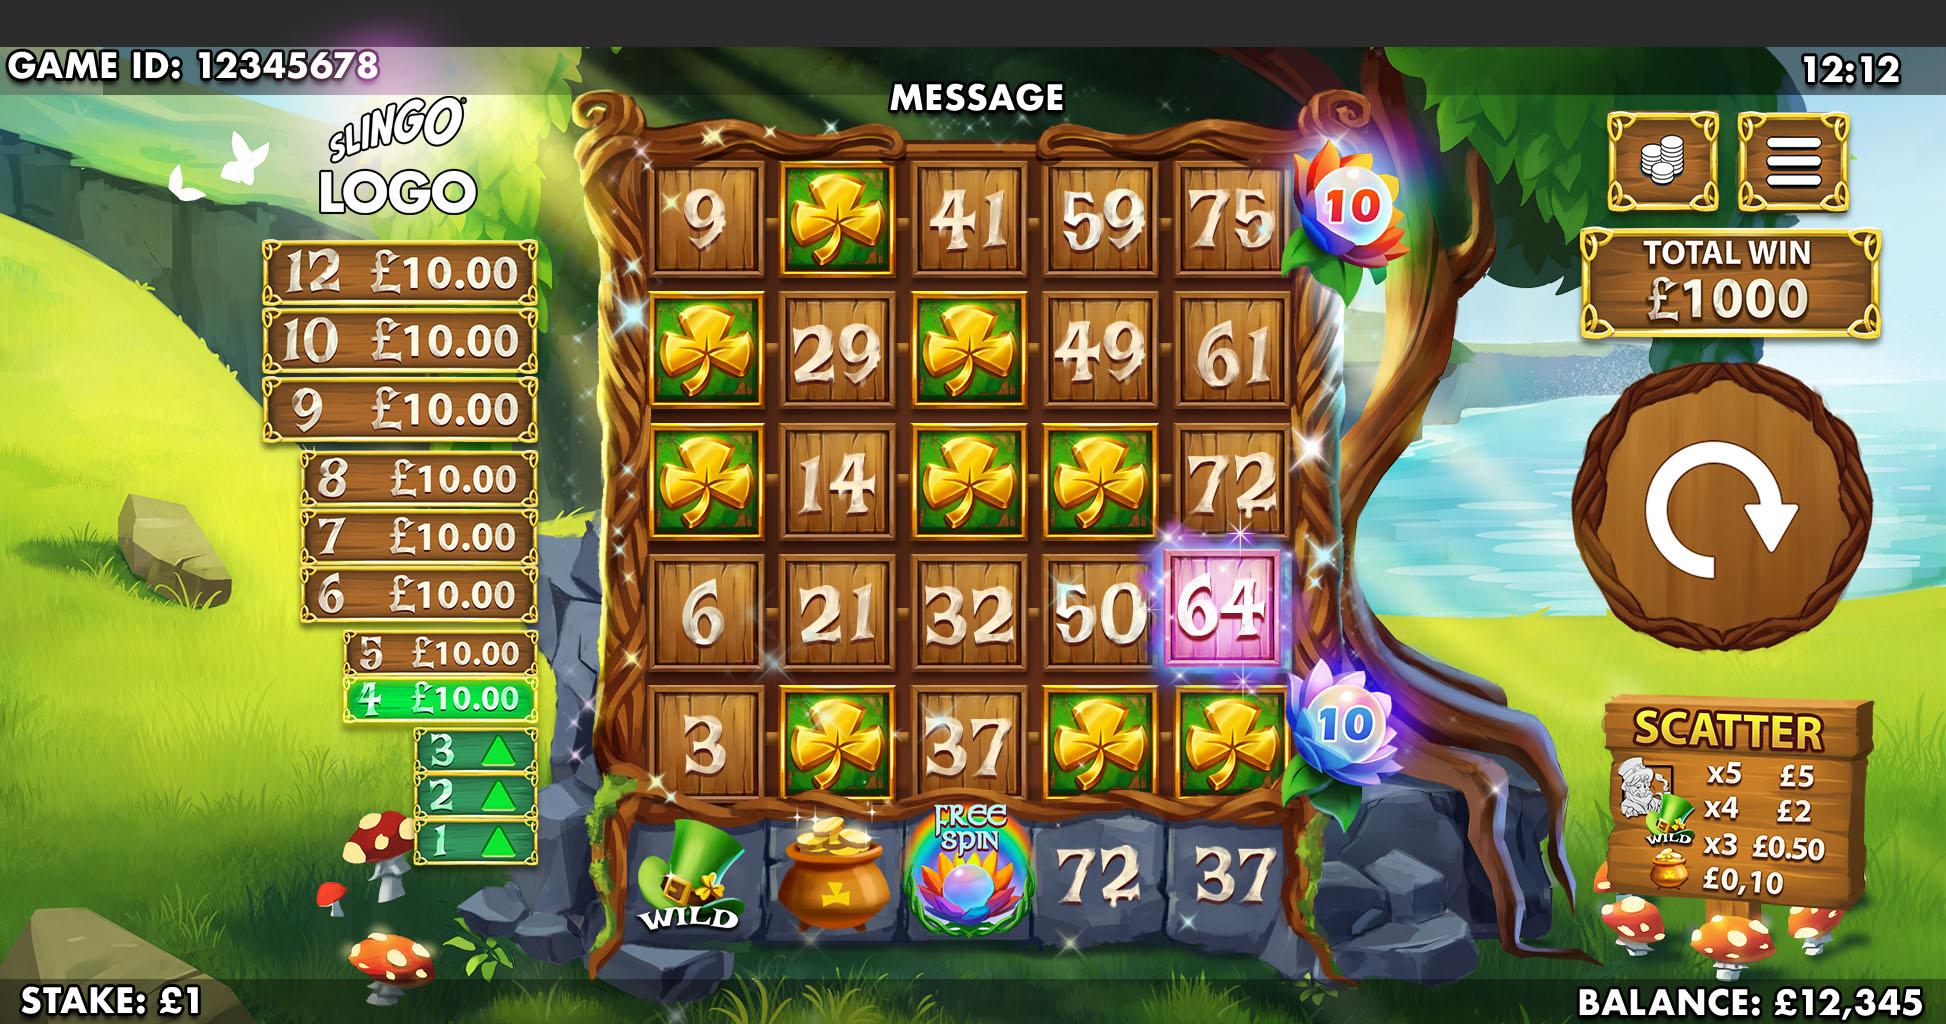 GAME ID: 12345678
12:12
MESSAGE
SLINGO
LOGO
12 £10.00
10 £10.00
9 £10.00
8 £10.00
7 £10.00
6 £10.00
5 £10.00
4 £10.00
3
2
1
9 41 59 75
10
29 49 61
14 72
6 21 32 50 64
3 37
10
WILD
FREE
SPIN
72 37
TOTAL WIN
£1000
SCATTER
x5 £5
x4 £2
WILD
x3 £0.50
£0,10
STAKE: £1
BALANCE: £12,345